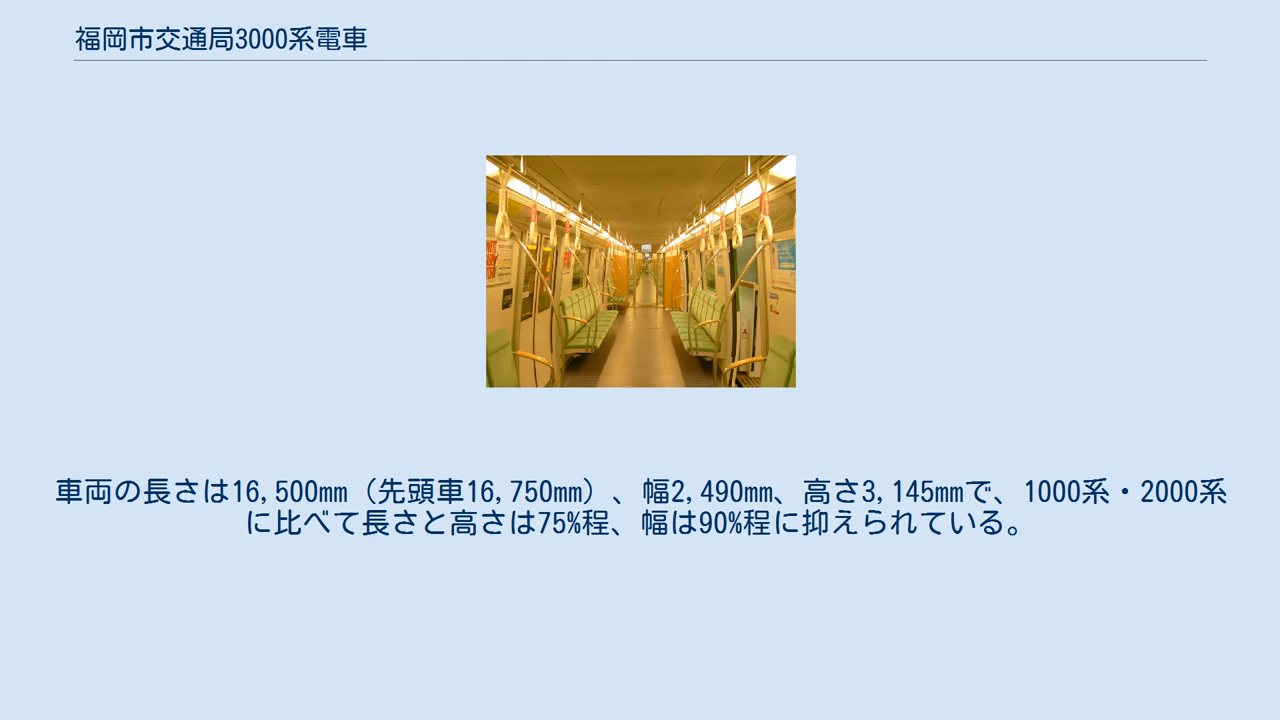 福岡市交通局3000系電車
車両の長さは16,500mm（先頭車16,750mm）、幅2,490mm、高さ3,145mmで、1000系・2000系
に比べて長さと高さは75%程、幅は90%程に抑えられている。